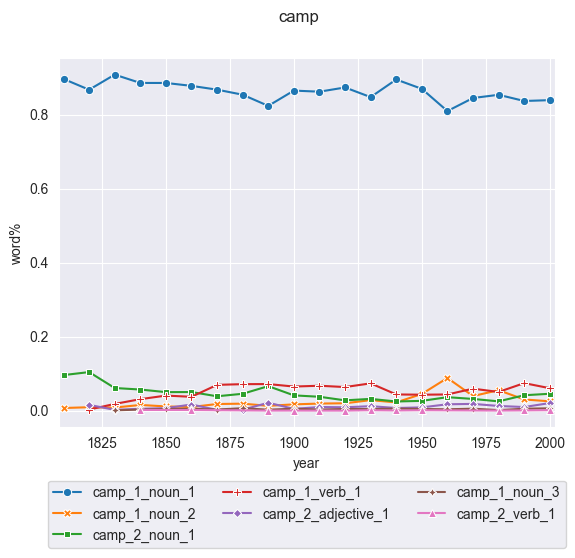 camp
0.8
0.6
0.4
0.2
0.0
word%
1825 1850 1875 1900 1925 1950 1975 2000
year
camp_1_noun_1 camp_1_verb_1 camp_1_noun_3
camp_1_noun_2 camp_2_adjective_1 camp_2_verb_1
camp_2_noun_1